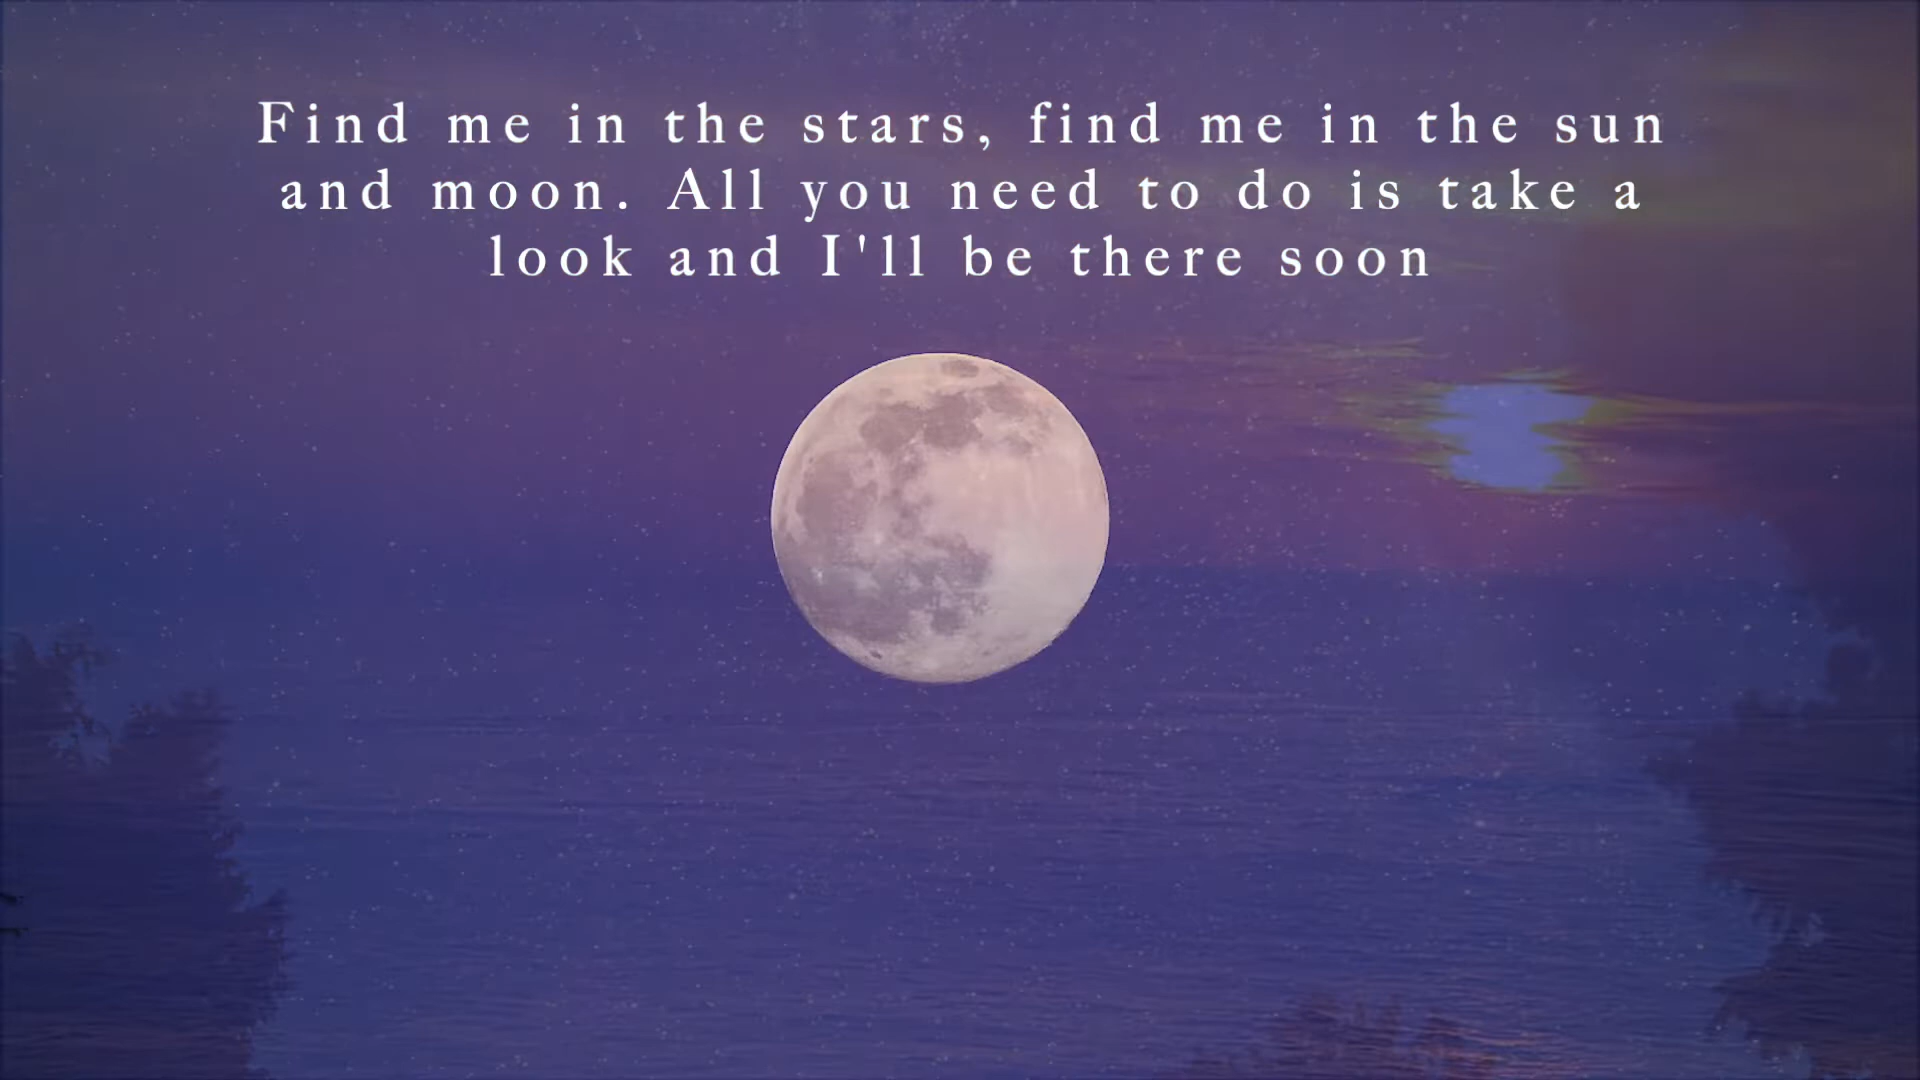 Find me in the stars, find me in the sun
and moon. All you need to do is take a
look and I'll be there soon